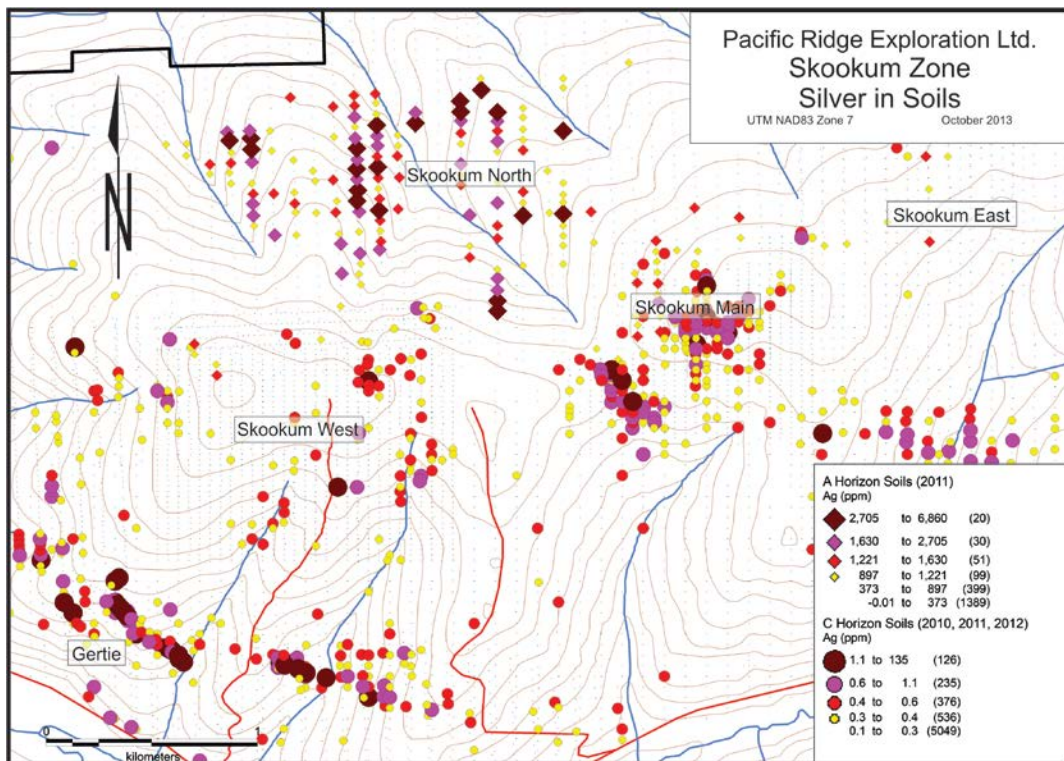 Pacific Ridge Exploration Ltd.
Skookum Zone
Silver in Soils
UTM NAD83 Zone 7 October 2013
N
Skookum North
Skookum East
Skookum Main
Skookum West
Gertie
A Horizon Soils (2011)
Ag (ppm)
2,705 to 6,860 (20)
1,630 to 2,705 (30)
1,221 to 1,630 (51)
897 to 1,221 (99)
373 to 897 (399)
-0.01 to 373 (1389)
C Horizon Soils (2010, 2011, 2012)
Ag (ppm)
1.1 to 135 (126)
0.6 to 1.1 (235)
0.4 to 0.6 (376)
0.3 to 0.4 (536)
0.1 to 0.3 (5049)
0 1
kilometers